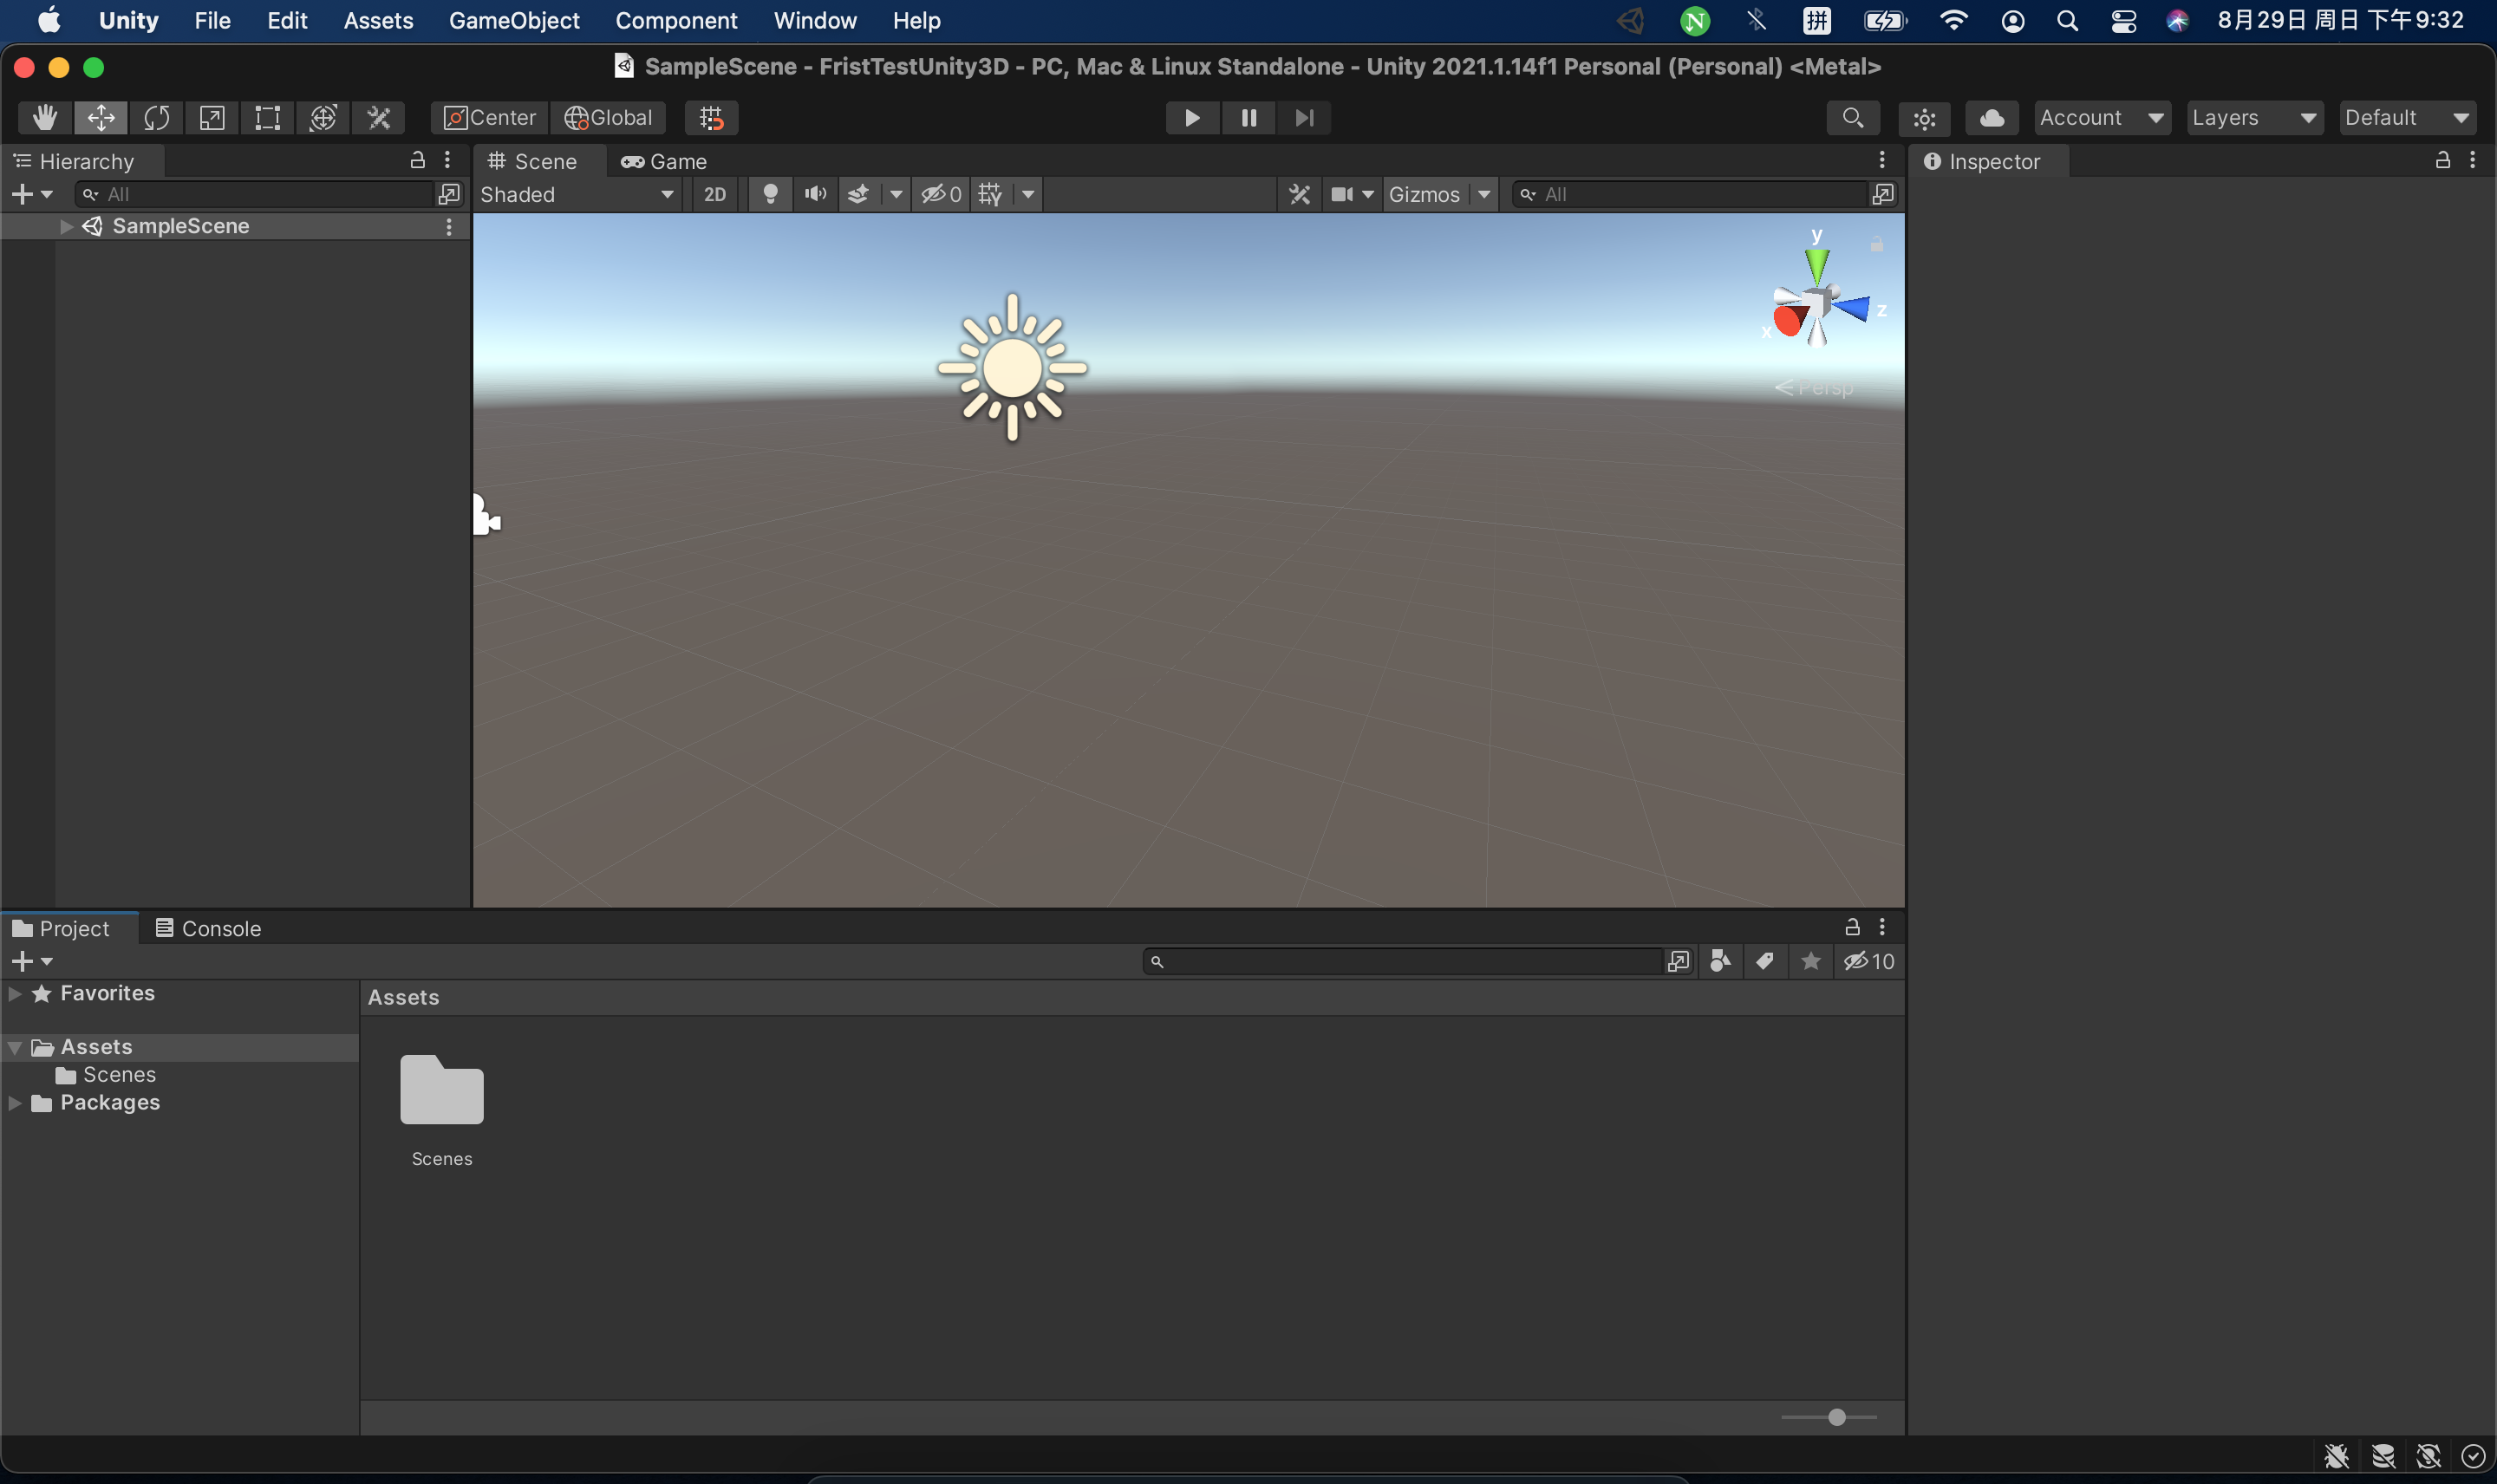 Unity File Edit Assets GameObject Component Window Help 拼 8月29日 周日 下午9:32
SampleScene - FristTestUnity3D - PC, Mac & Linux Standalone - Unity 2021.1.14f1 Personal (Personal) <Metal>
Center Global Account Layers Default
Hierarchy Scene Game Inspector
All Shaded 2D 0 Gizmos All
SampleScene
y
z
x
Persp
Project Console
10
Favorites
Assets
Assets
Scenes
Packages
Scenes